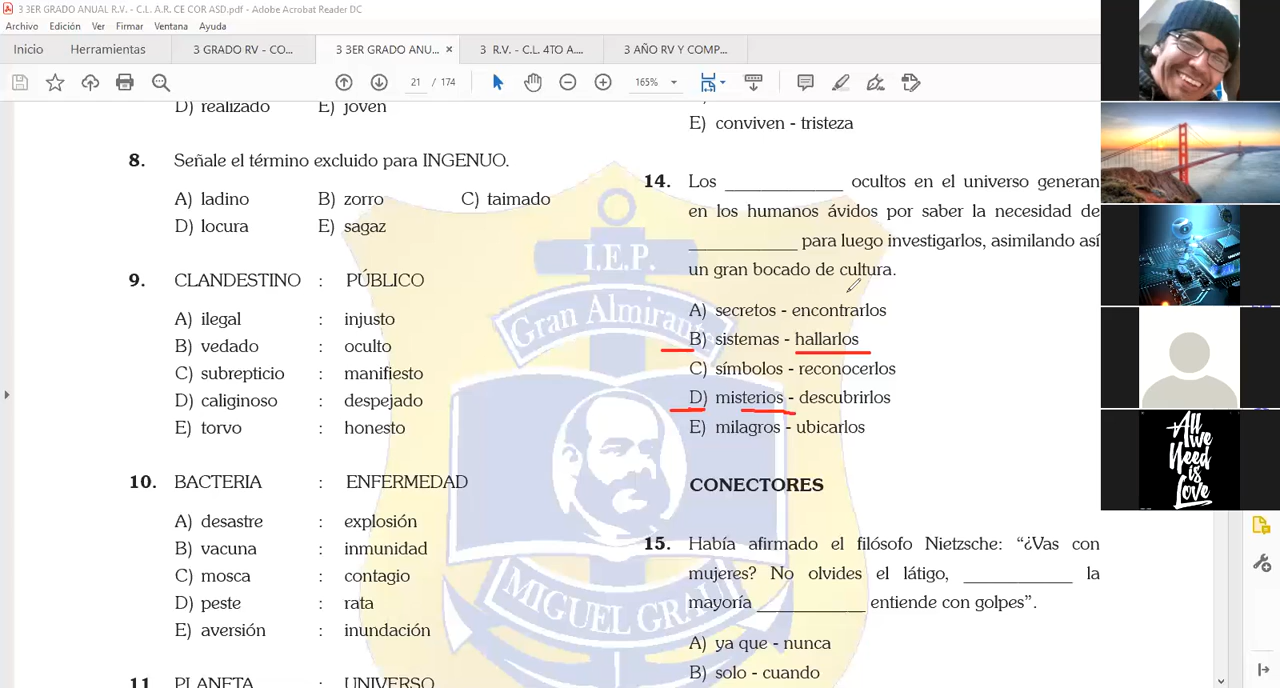 3 3ER GRADO ANUAL R.V. - C.L. A.R. CE COR ASD.pdf - Adobe Acrobat Reader DC
Archivo Edición Ver Firmar Ventana Ayuda
Inicio Herramientas 3 GRADO RV - CO... 3 3ER GRADO ANU... × 3 R.V. - C.L. 4TO A.... 3 AÑO RV Y COMP...
21 / 174 165%
D) realizado E) joven
8. Señale el término excluido para INGENUO.
A) ladino B) zorro C) taimado
D) locura E) sagaz
9. CLANDESTINO : PÚBLICO
A) ilegal : injusto
B) vedado : oculto
C) subrepticio : manifiesto
D) caliginoso : despejado
E) torvo : honesto
10. BACTERIA : ENFERMEDAD
A) desastre : explosión
B) vacuna : inmunidad
C) mosca : contagio
D) peste : rata
E) aversión : inundación
11 PLANETA : UNIVERSO
E) conviven - tristeza
14. Los ____________ ocultos en el universo generan
en los humanos ávidos por saber la necesidad de
___________ para luego investigarlos, asimilando así
un gran bocado de cultura.
A) secretos - encontrarlos
B) sistemas - hallarlos
C) símbolos - reconocerlos
D) misterios - descubrirlos
E) milagros - ubicarlos
CONECTORES
15. Había afirmado el filósofo Nietzsche: “¿Vas con
mujeres? No olvides el látigo, ___________ la
mayoría ___________ entiende con golpes”.
A) ya que - nunca
B) solo - cuando
I.E.P.
Gran Almirante
MIGUEL GRAU
All
we
Need
is
Love